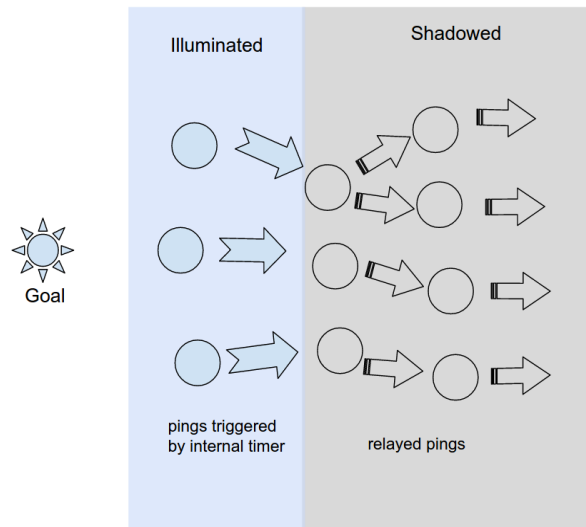 Illuminated
Shadowed
Goal
pings triggered
by internal timer
relayed pings